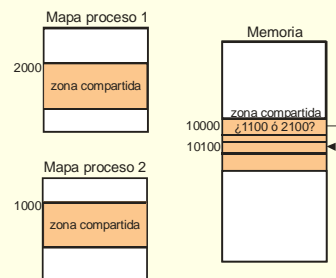 Mapa proceso 1
2000
zona compartida
Mapa proceso 2
1000
zona compartida
Memoria
zona compartida
10000
¿1100 ó 2100?
10100